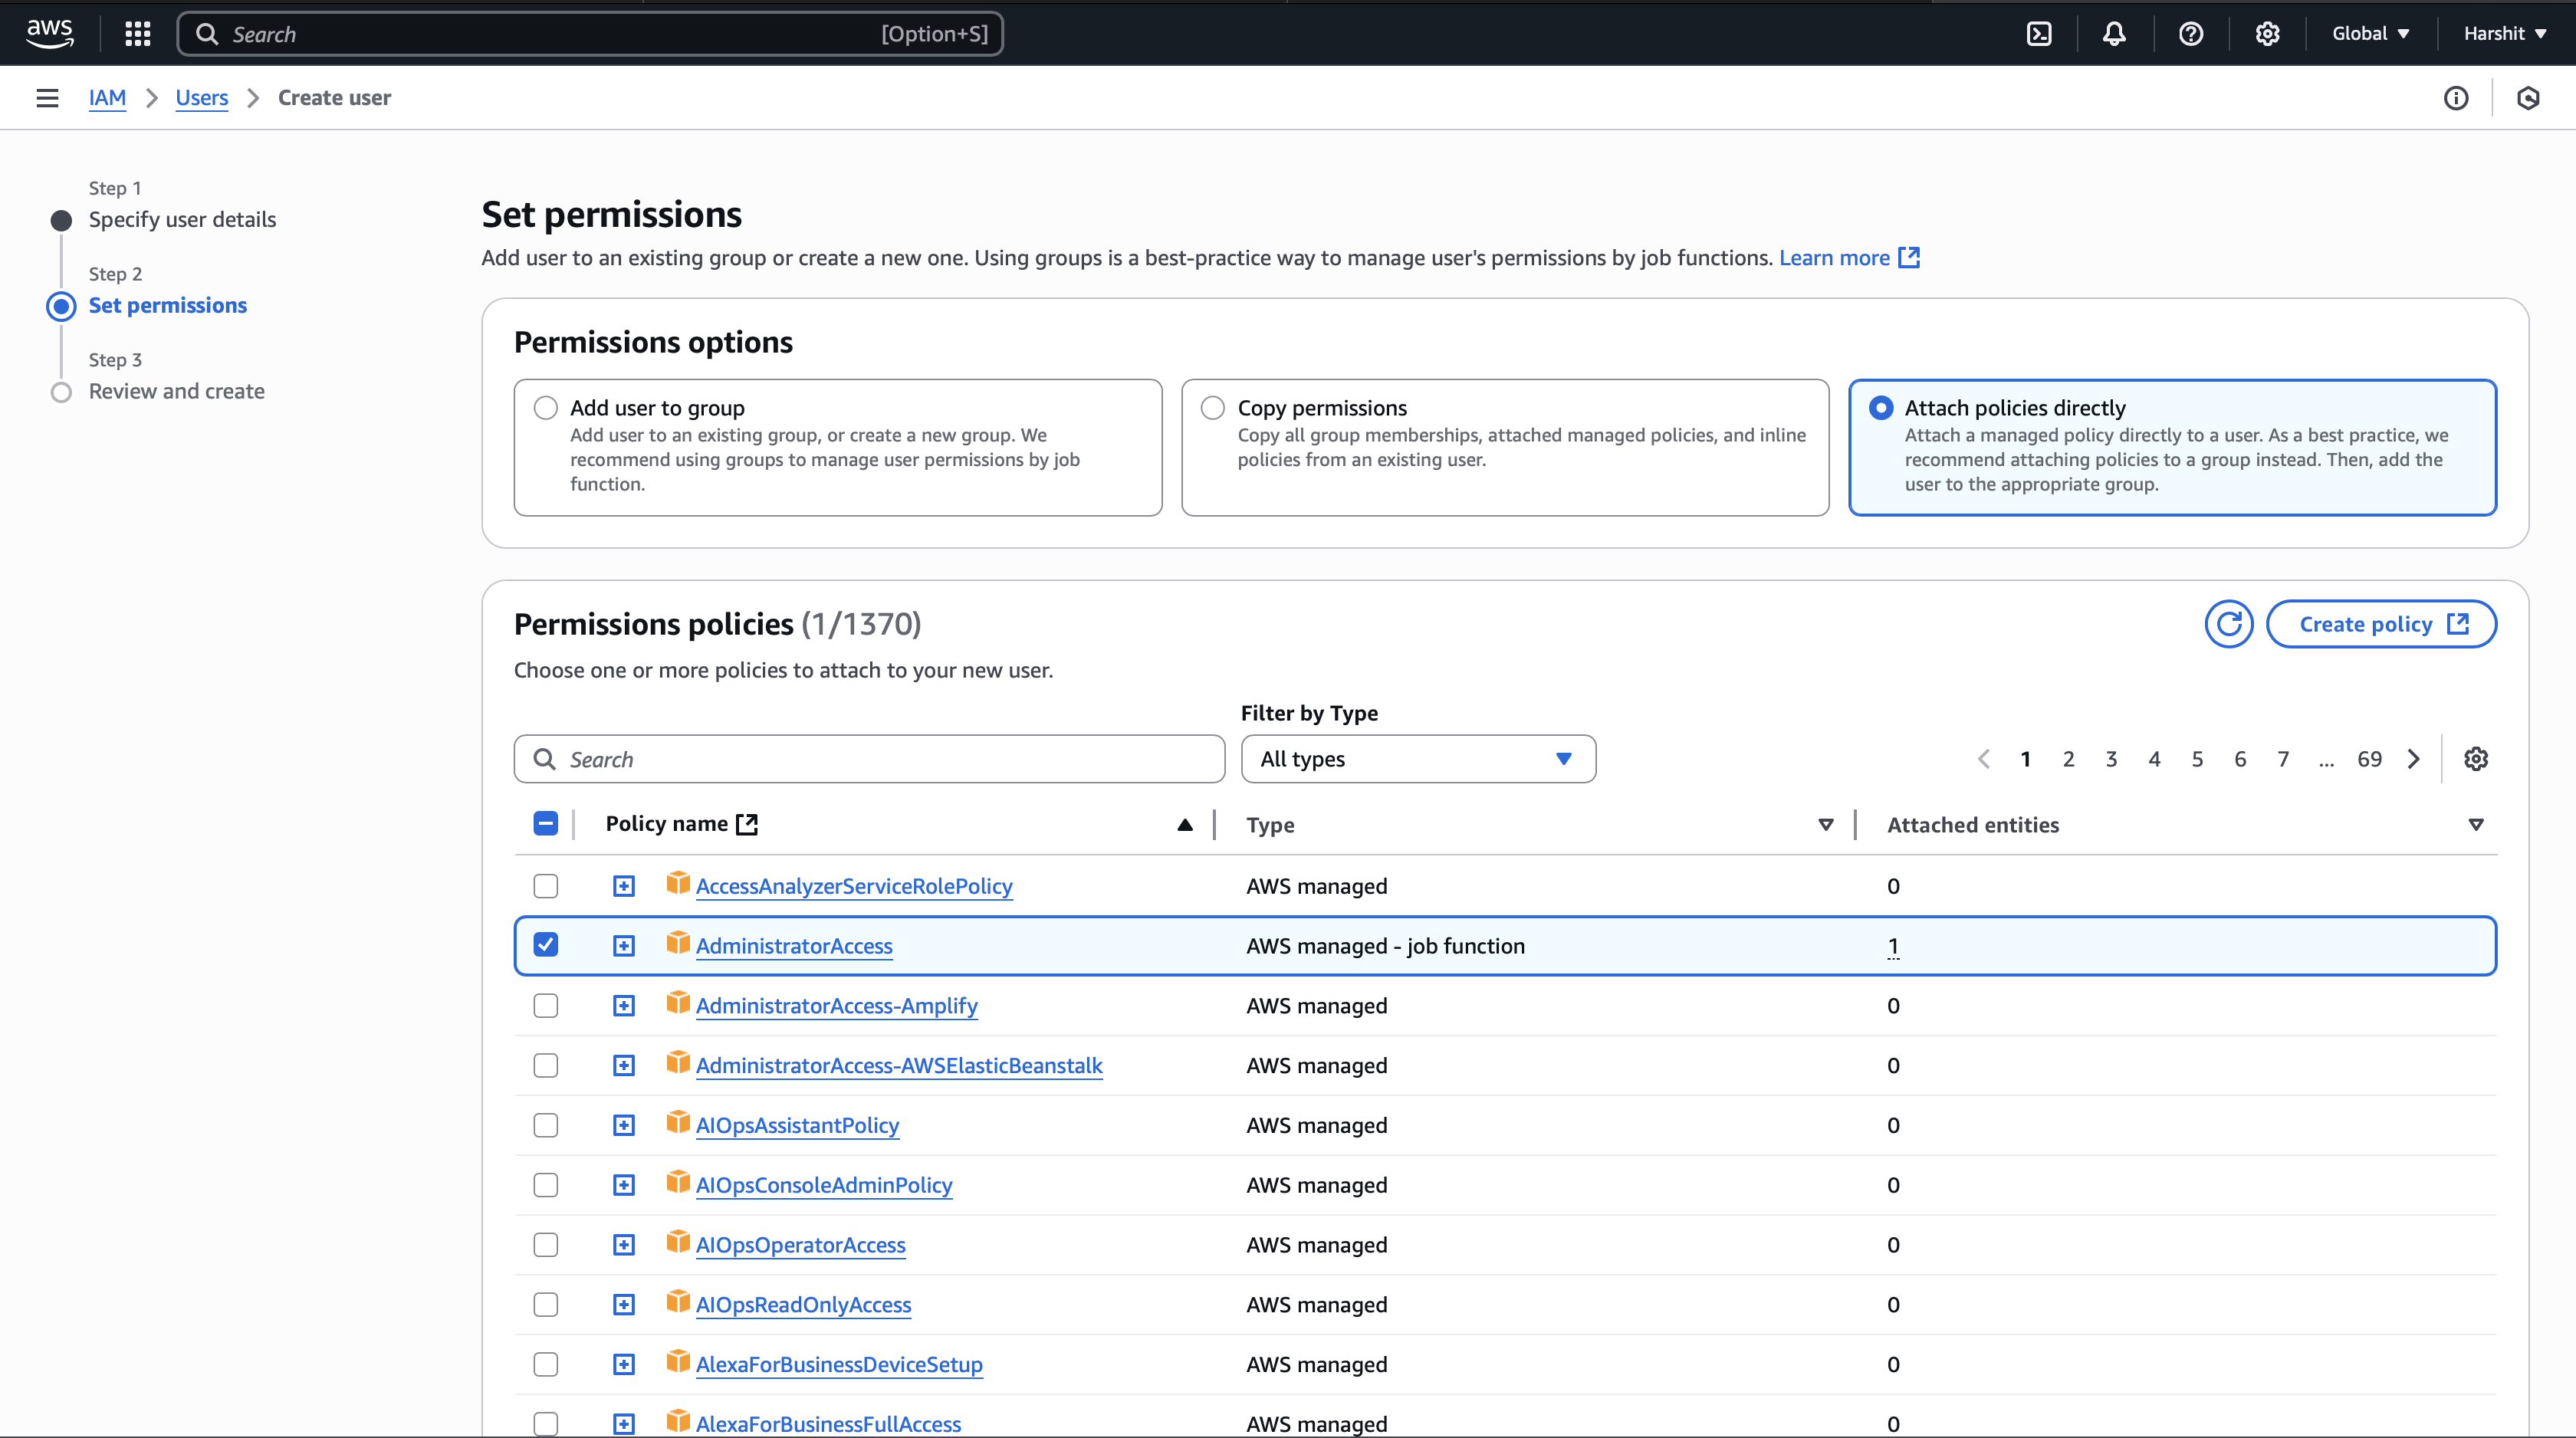 aws
Search [Option+S] Global Harshit
IAM Users Create user
Step 1
Specify user details
Step 2
Set permissions
Step 3
Review and create
Set permissions
Add user to an existing group or create a new one. Using groups is a best-practice way to manage user's permissions by job functions. Learn more
Permissions options
Add user to group
Add user to an existing group, or create a new group. We
recommend using groups to manage user permissions by job
function.
Copy permissions
Copy all group memberships, attached managed policies, and inline
policies from an existing user.
Attach policies directly
Attach a managed policy directly to a user. As a best practice, we
recommend attaching policies to a group instead. Then, add the
user to the appropriate group.
Permissions policies (1/1370)
Create policy
Choose one or more policies to attach to your new user.
Filter by Type
Search
All types
1 2 3 4 5 6 7 ... 69
Policy name Type Attached entities
AccessAnalyzerServiceRolePolicy AWS managed 0
AdministratorAccess AWS managed - job function 1
AdministratorAccess-Amplify AWS managed 0
AdministratorAccess-AWSElasticBeanstalk AWS managed 0
AIOpsAssistantPolicy AWS managed 0
AIOpsConsoleAdminPolicy AWS managed 0
AIOpsOperatorAccess AWS managed 0
AIOpsReadOnlyAccess AWS managed 0
AlexaForBusinessDeviceSetup AWS managed 0
AlexaForBusinessFullAccess AWS managed 0